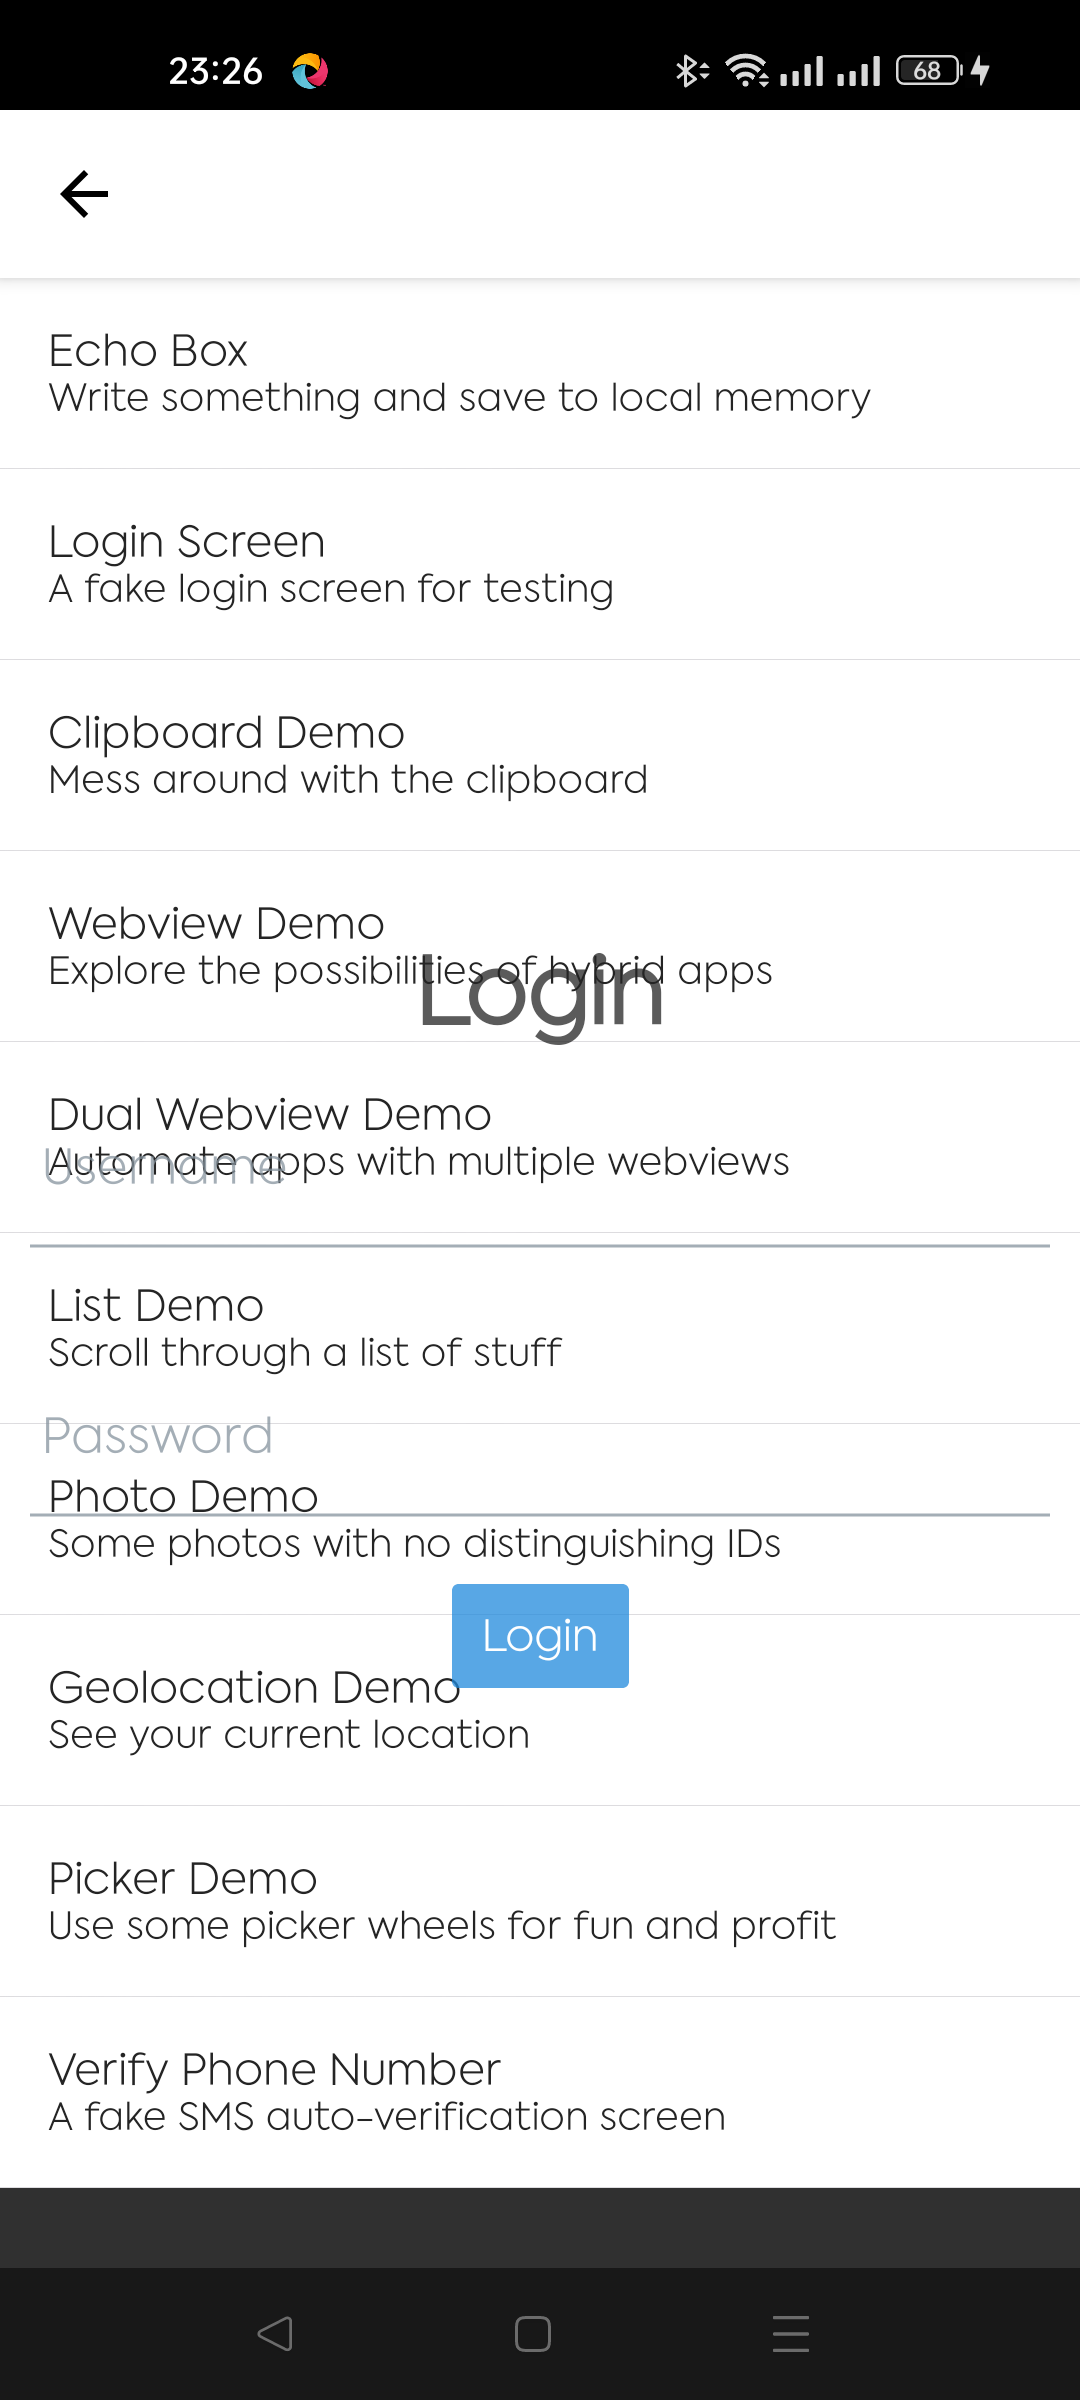 23:26
68
Echo Box
Write something and save to local memory
Login Screen
A fake login screen for testing
Clipboard Demo
Mess around with the clipboard
Webview Demo
Explore the possibilities of hybrid apps
Login
Dual Webview Demo
Automate apps with multiple webviews
Username
List Demo
Scroll through a list of stuff
Password
Photo Demo
Some photos with no distinguishing IDs
Login
Geolocation Demo
See your current location
Picker Demo
Use some picker wheels for fun and profit
Verify Phone Number
A fake SMS auto-verification screen